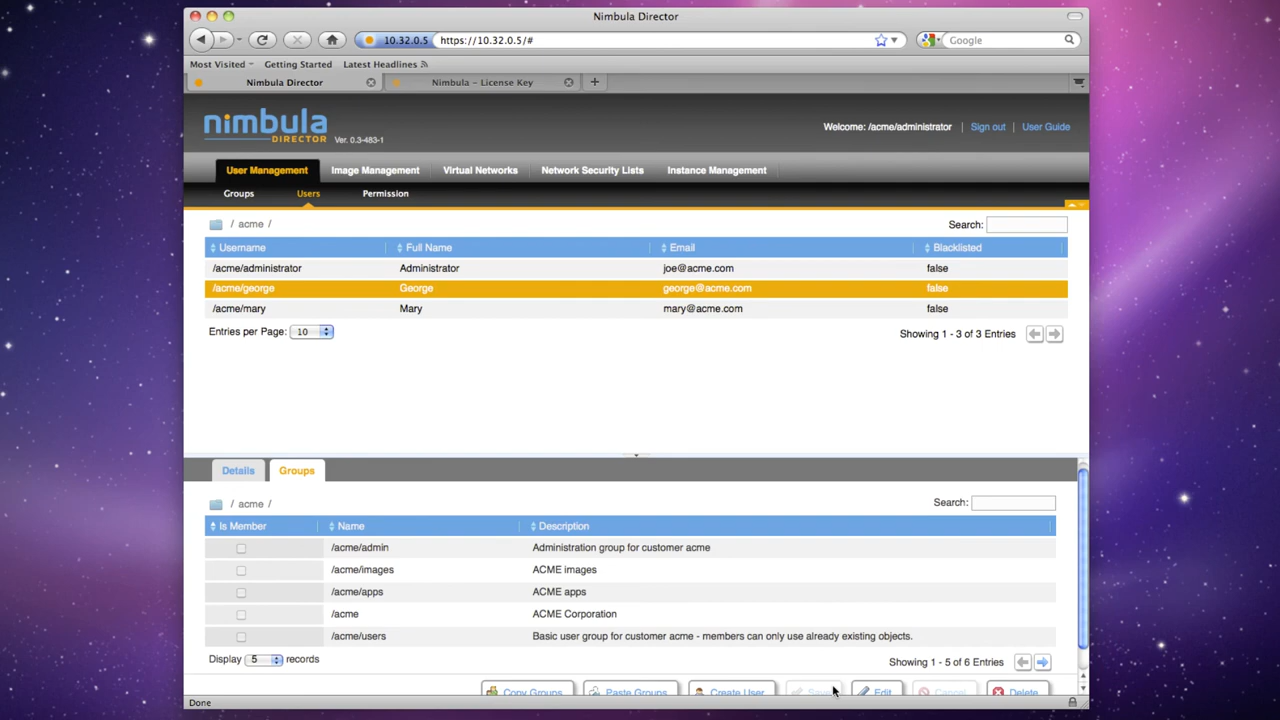 Nimbula Director
10.32.0.5 https://10.32.0.5/# Google
Most Visited Getting Started Latest Headlines
Nimbula Director Nimbula – License Key
nimbula
DIRECTOR Ver. 0.3-483-1
Welcome: /acme/administrator | Sign out | User Guide
User Management Image Management Virtual Networks Network Security Lists Instance Management
Groups Users Permission
/ acme / Search:
Username Full Name Email Blacklisted
/acme/administrator Administrator joe@acme.com false
/acme/george George george@acme.com false
/acme/mary Mary mary@acme.com false
Entries per Page: 10 Showing 1 - 3 of 3 Entries
Details Groups
/ acme / Search:
Is Member Name Description
/acme/admin Administration group for customer acme
/acme/images ACME images
/acme/apps ACME apps
/acme ACME Corporation
/acme/users Basic user group for customer acme - members can only use already existing objects.
Display 5 records Showing 1 - 5 of 6 Entries
Copy Groups Paste Groups Create User Save Edit Cancel Delete
Done